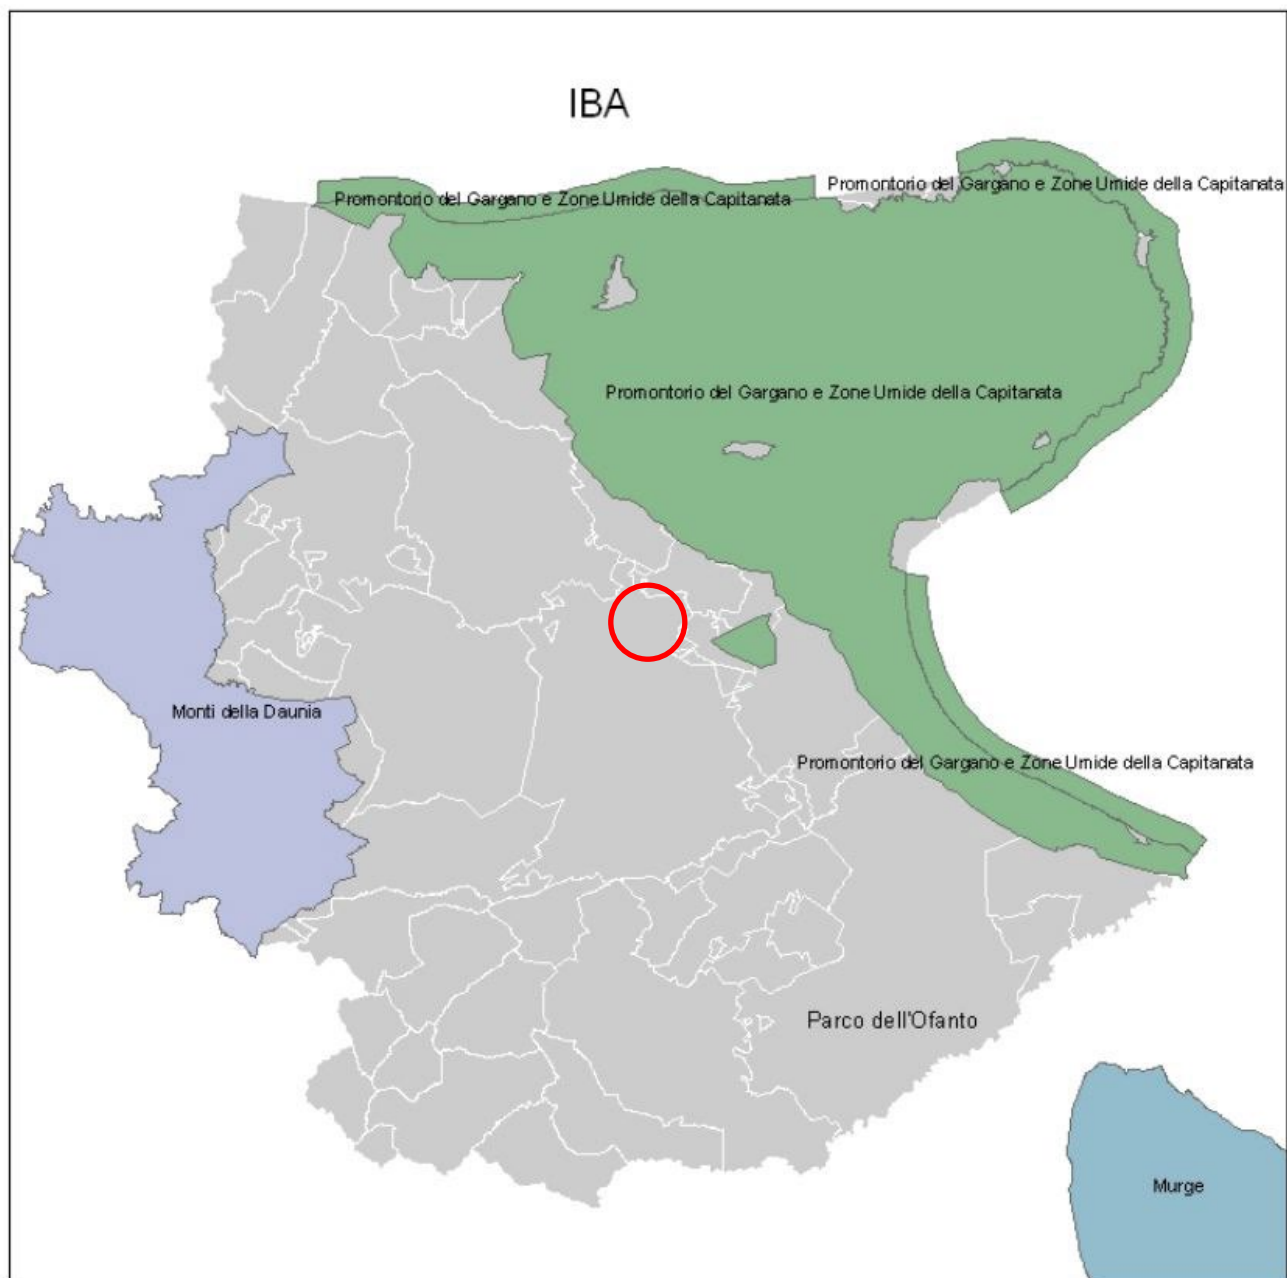 IBA
Promontorio del Gargano e Zone Umide della Capitanata
Promontorio del Gargano e Zone Umide della Capitanata
Promontorio del Gargano e Zone Umide della Capitanata
Monti della Daunia
Promontorio del Gargano e Zone Umide della Capitanata
Parco dell'Ofanto
Murge